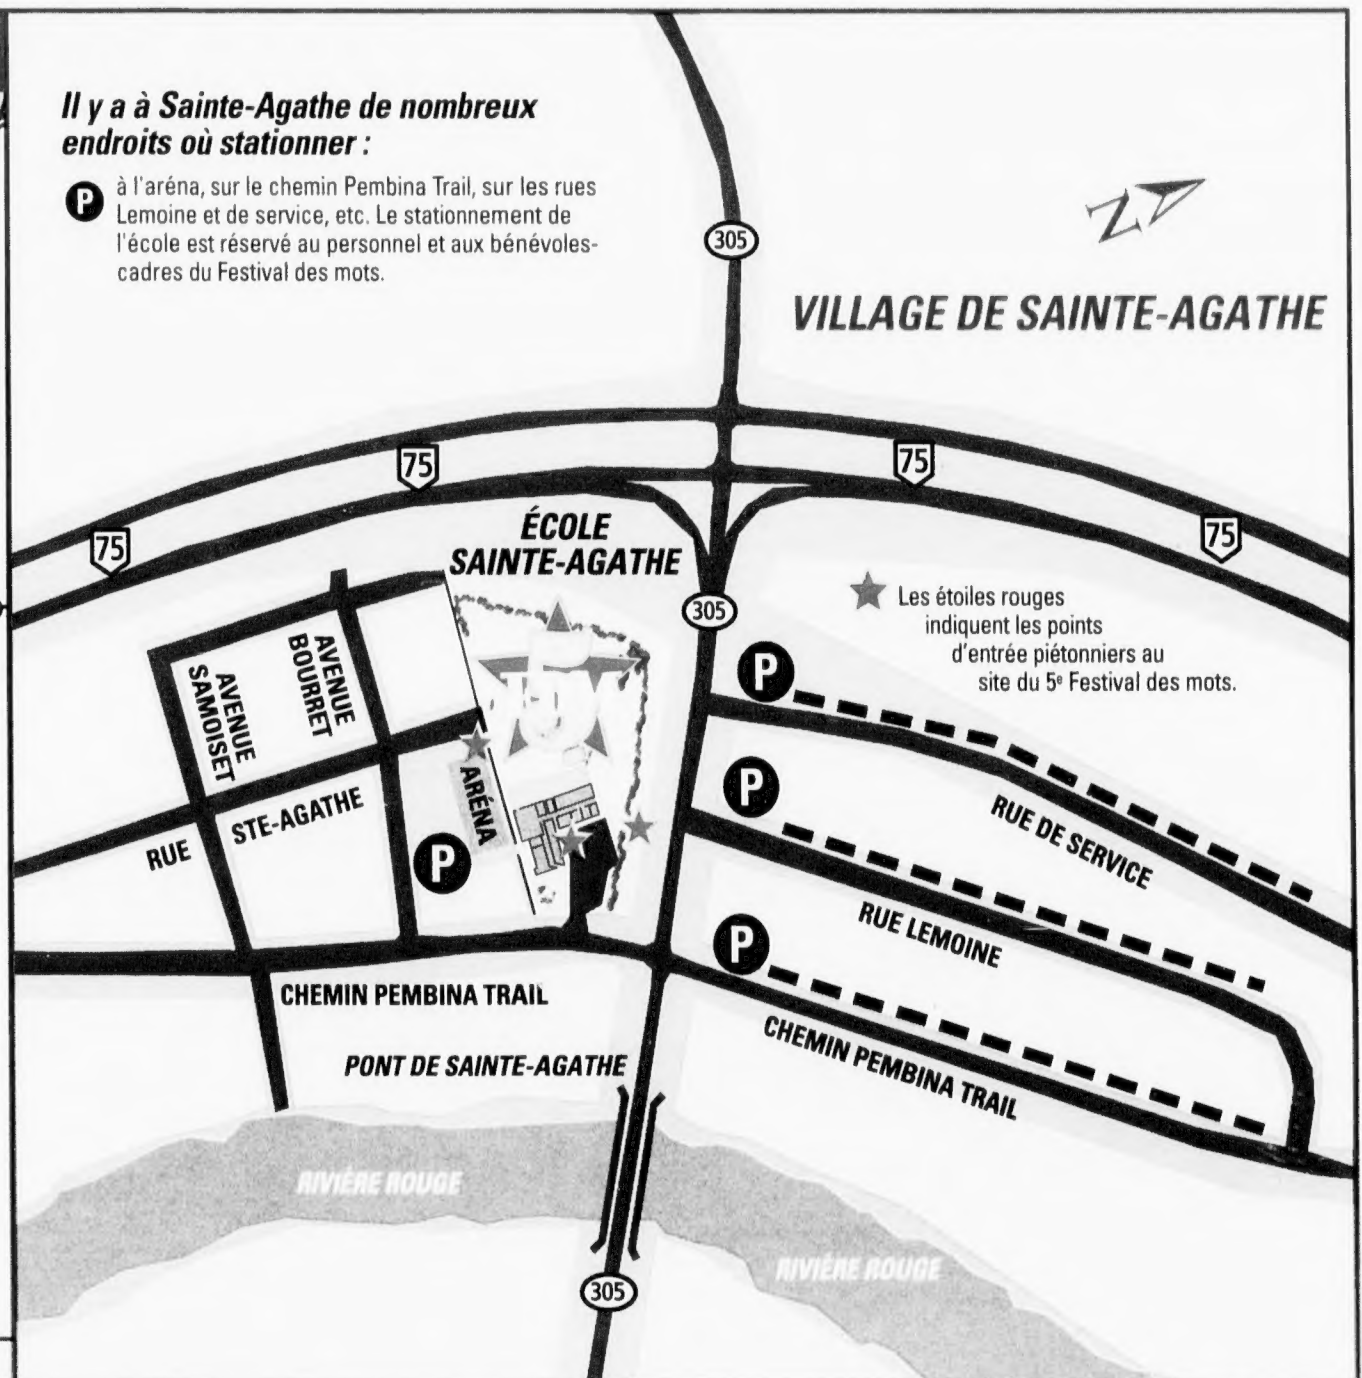 Il y a à Sainte-Agathe de nombreux
endroits où stationner :
P
à l'aréna, sur le chemin Pembina Trail, sur les rues
Lemoine et de service, etc. Le stationnement de
l'école est réservé au personnel et aux bénévoles-
cadres du Festival des mots.
N
305
VILLAGE DE SAINTE-AGATHE
75
75
75
75
ÉCOLE
SAINTE-AGATHE
305
Les étoiles rouges
indiquent les points
d'entrée piétonniers au
site du 5e Festival des mots.
AVENUE
BOURRET
AVENUE
SAMOISET
P
ARÉNA
P
RUE DE SERVICE
STE-AGATHE
RUE
P
RUE LEMOINE
P
CHEMIN PEMBINA TRAIL
CHEMIN PEMBINA TRAIL
PONT DE SAINTE-AGATHE
RIVIÈRE ROUGE
RIVIÈRE ROUGE
305